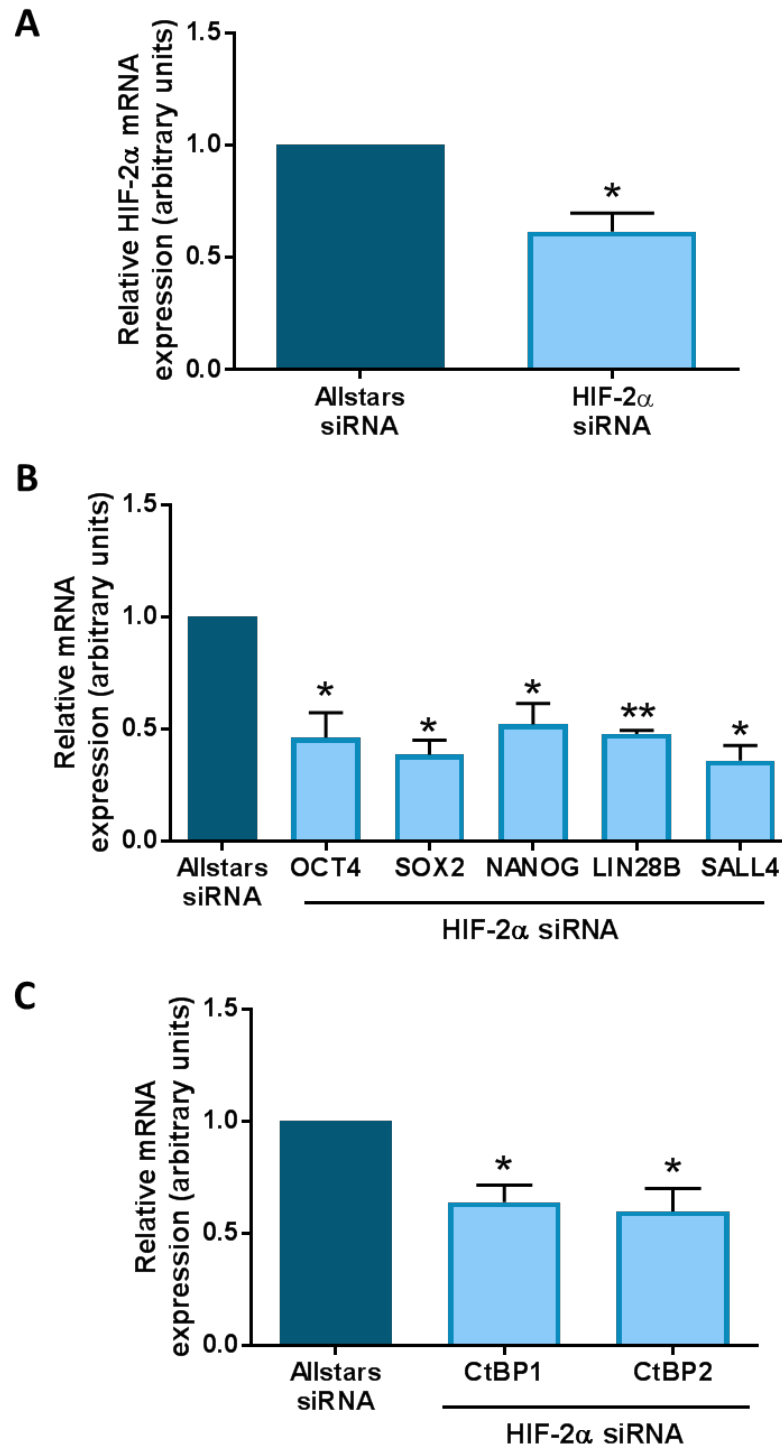 A
Relative HIF-2α mRNA
expression (arbitrary units)
1.5
1.0
0.5
0.0
*
Allstars
siRNA
HIF-2α
siRNA
B
Relative mRNA
expression (arbitrary units)
1.5
1.0
0.5
0.0
* * * ** *
Allstars
siRNA
OCT4 SOX2 NANOG LIN28B SALL4
HIF-2α siRNA
C
Relative mRNA
expression (arbitrary units)
1.5
1.0
0.5
0.0
* *
Allstars
siRNA
CtBP1 CtBP2
HIF-2α siRNA